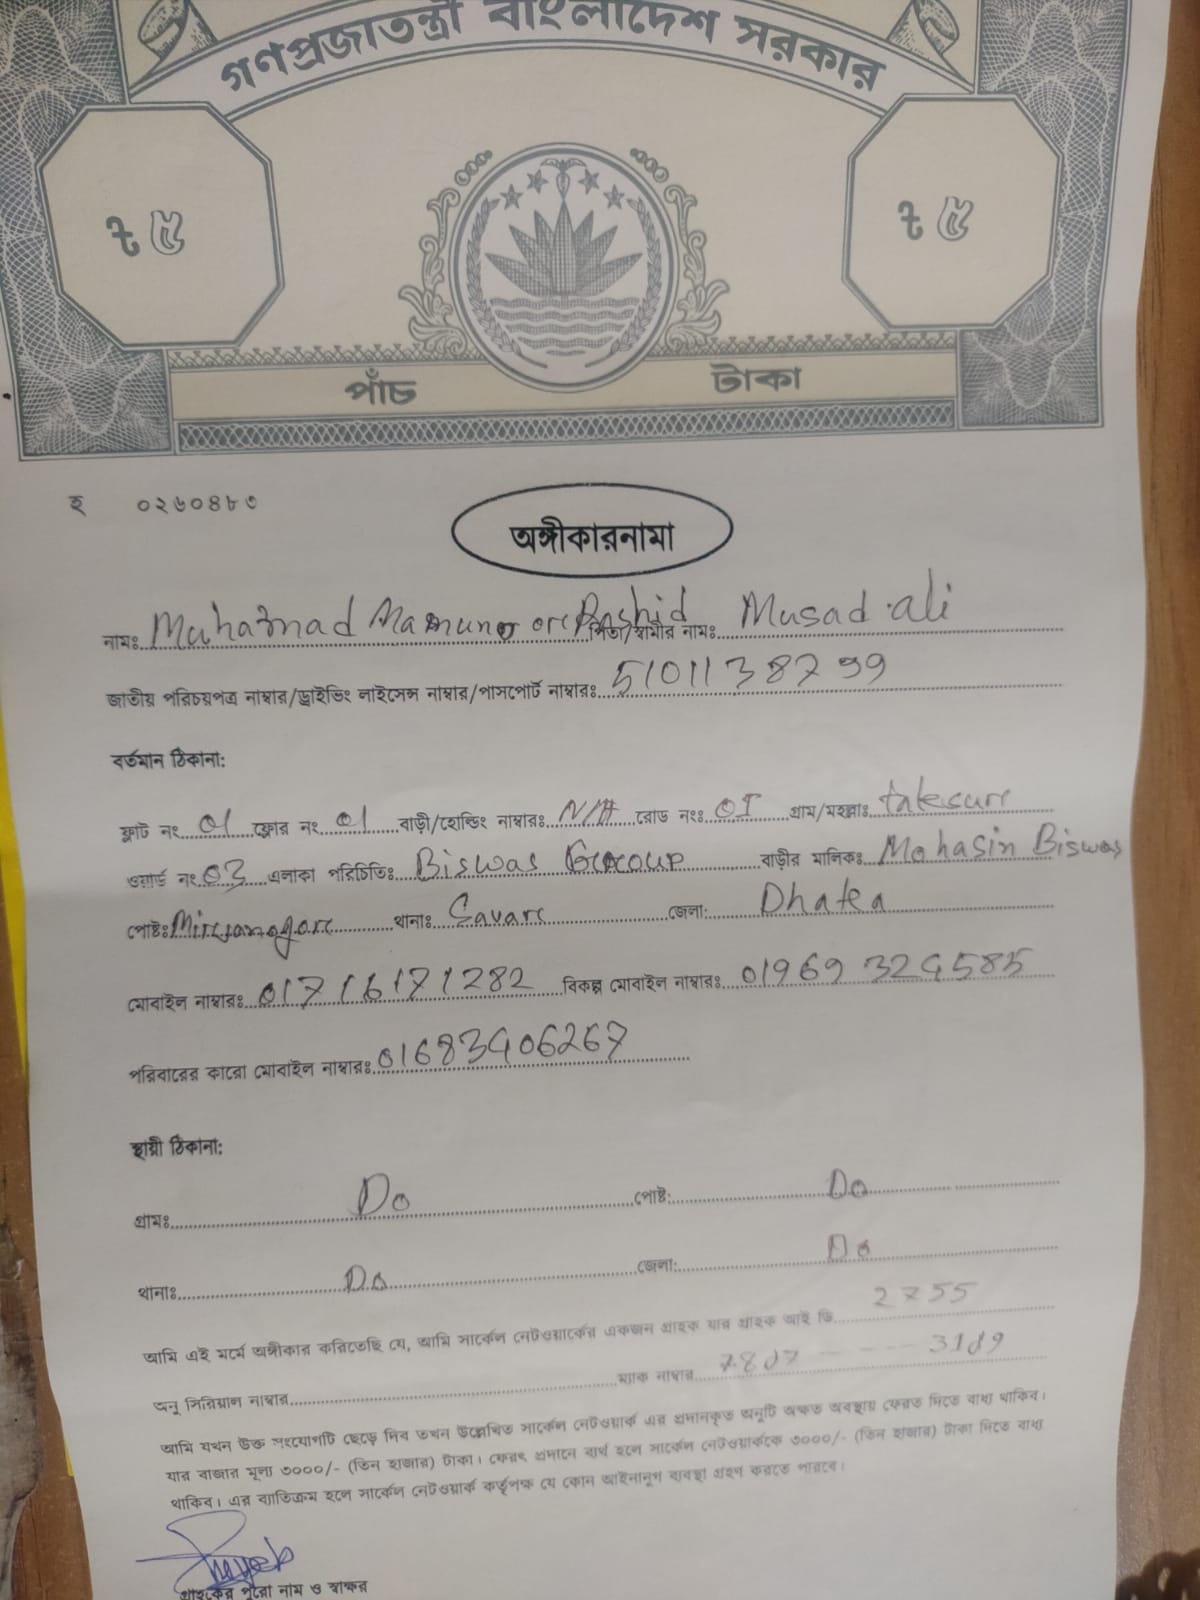 গণপ্রজাতন্ত্রী বাংলাদেশ সরকার
ট ৫ ট ৫
পাঁচ টাকা
হ ০২৬০৪৮৩
অঙ্গীকারনামা
নামঃ Muhammad Mamunor Rashid পিতা/স্বামীর নামঃ Musad ali
জাতীয় পরিচয়পত্র নাম্বার/ড্রাইভিং লাইসেন্স নাম্বার/পাসপোর্ট নাম্বারঃ 5101138799
বর্তমান ঠিকানা:
ফ্লাট নং 01 ফ্লোর নং 01 বাড়ী/হোল্ডিং নাম্বারঃ N/A রোড নংঃ 01 গ্রাম/মহল্লাঃ
ওয়ার্ড নং 03 এলাকা পরিচিতিঃ Biswas Group বাড়ীর মালিকঃ Mohasin Biswas
পোষ্টঃ থানাঃ Savar জেলা: Dhaka
মোবাইল নাম্বারঃ 01716171282 বিকল্প মোবাইল নাম্বারঃ 01969324585
পরিবারের কারো মোবাইল নাম্বারঃ 01683406267
স্থায়ী ঠিকানা:
গ্রামঃ Do পোষ্ট: Do
থানাঃ Do জেলা: Do
আমি এই মর্মে অঙ্গীকার করিতেছি যে, আমি সার্কেল নেটওয়ার্কের একজন গ্রাহক যার গ্রাহক আই ডি 2755
অনু সিরিয়াল নাম্বার ম্যাক নাম্বার
আমি যখন উক্ত সংযোগটি ছেড়ে দিব তখন উল্লেখিত সার্কেল নেটওয়ার্ক এর প্রদানকৃত অনুটি অক্ষত অবস্থায় ফেরত দিতে বাধ্য থাকিব।
যার বাজার মূল্য ৩০০০/- (তিন হাজার) টাকা। ফেরৎ প্রদানে ব্যর্থ হলে সার্কেল নেটওয়ার্ককে ৩০০০/- (তিন হাজার) টাকা দিতে বাধ্য
থাকিব। এর ব্যাতিক্রম হলে সার্কেল নেটওয়ার্ক কর্তৃপক্ষ যে কোন আইনানুগ ব্যবস্থা গ্রহণ করতে পারবে।
গ্রাহকের পুরো নাম ও স্বাক্ষর